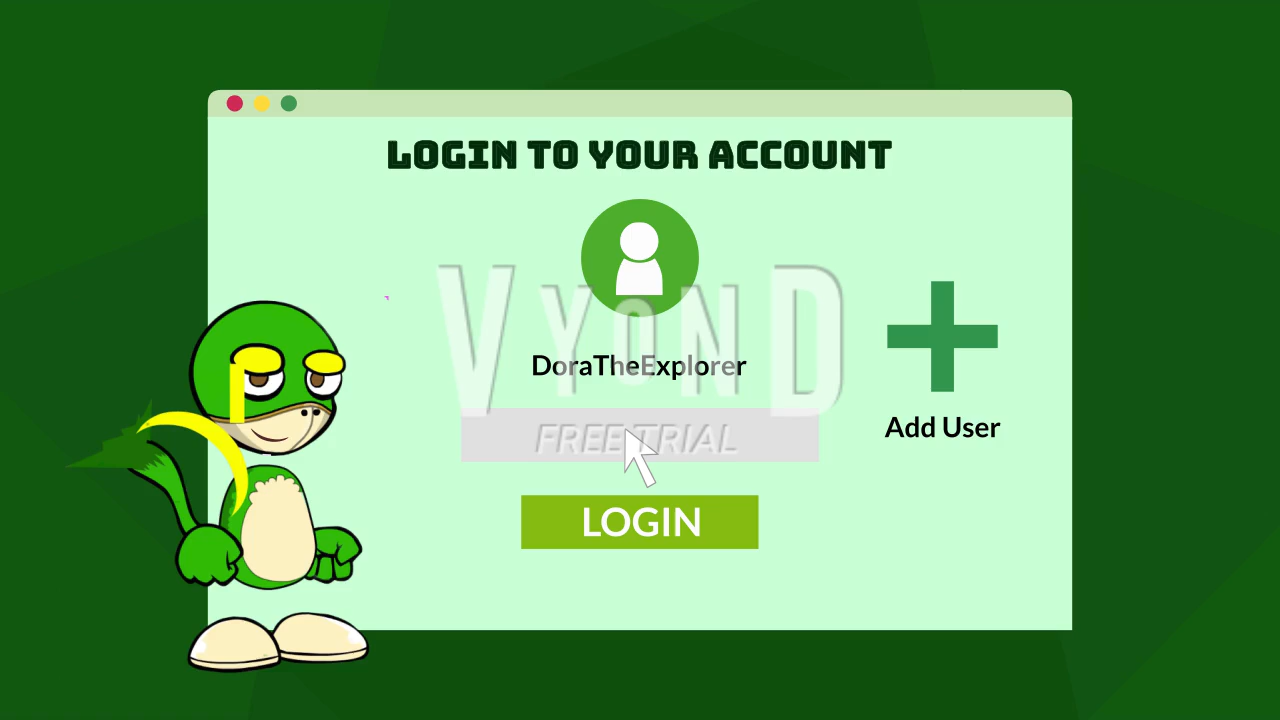 LOGIN TO YOUR ACCOUNT
VYOND
DoraTheExplorer
FREE TRIAL
Add User
LOGIN